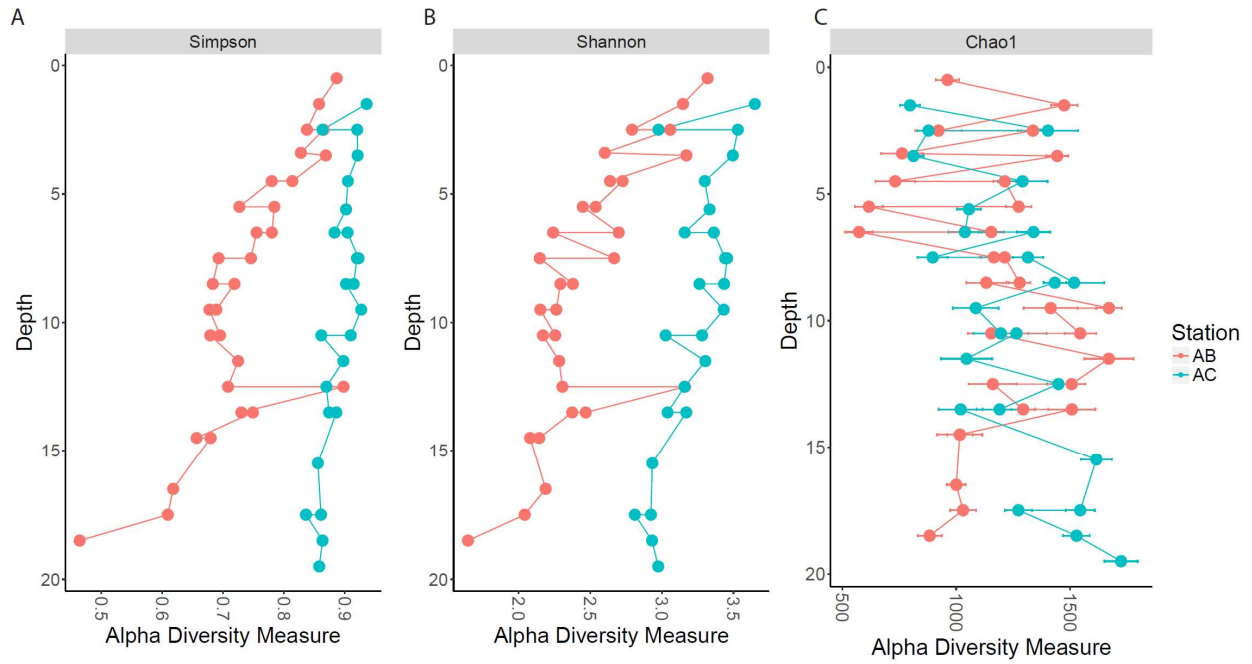 A
B
C
Simpson
Shannon
Chao1
0
5
10
15
20
Depth
0.5
0.6
0.7
0.8
0.9
Alpha Diversity Measure
0
5
10
15
20
Depth
2.0
2.5
3.0
3.5
Alpha Diversity Measure
0
5
10
15
20
Depth
500
1000
1500
Alpha Diversity Measure
Station
AB
AC